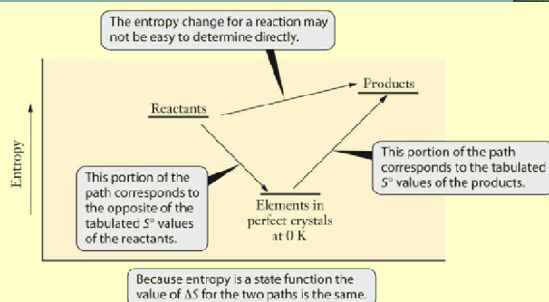 The entropy change for a reaction may
not be easy to determine directly.
Products
Reactants
Entropy
This portion of the
path corresponds to
the opposite of the
tabulated S° values
of the reactants.
Elements in
perfect crystals
at 0 K
This portion of the path
corresponds to the tabulated
S° values of the products.
Because entropy is a state function the
value of ΔS for the two paths is the same.